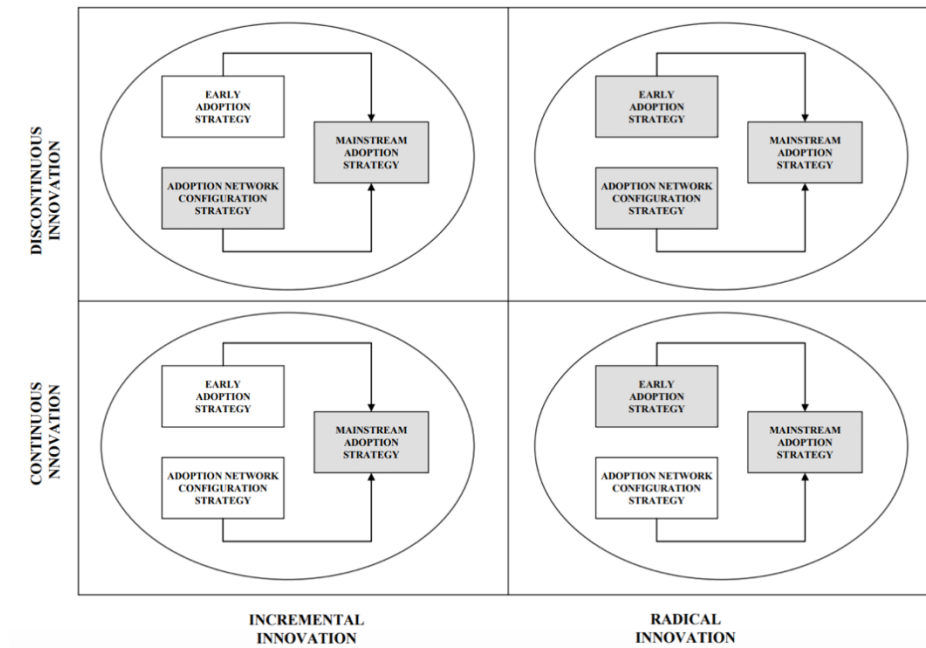 DISCONTINUOUS
INNOVATION
EARLY
ADOPTION
STRATEGY
MAINSTREAM
ADOPTION
STRATEGY
ADOPTION NETWORK
CONFIGURATION
STRATEGY
EARLY
ADOPTION
STRATEGY
MAINSTREAM
ADOPTION
STRATEGY
ADOPTION NETWORK
CONFIGURATION
STRATEGY
CONTINUOUS
NNOVATION
EARLY
ADOPTION
STRATEGY
MAINSTREAM
ADOPTION
STRATEGY
ADOPTION NETWORK
CONFIGURATION
STRATEGY
EARLY
ADOPTION
STRATEGY
MAINSTREAM
ADOPTION
STRATEGY
ADOPTION NETWORK
CONFIGURATION
STRATEGY
INCREMENTAL
INNOVATION
RADICAL
INNOVATION